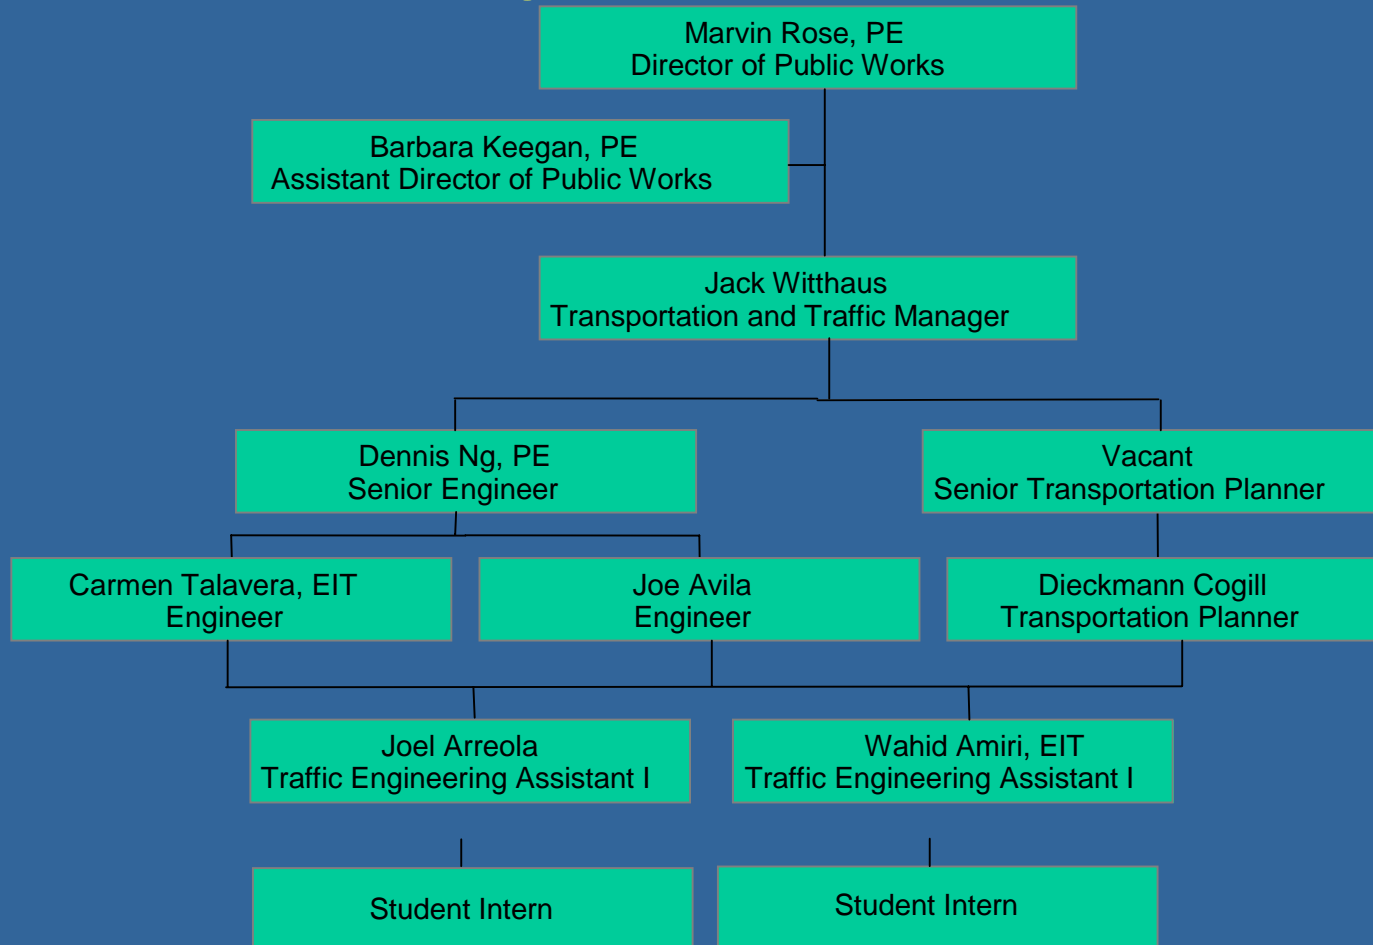 Marvin Rose, PE
Director of Public Works
Barbara Keegan, PE
Assistant Director of Public Works
Jack Witthaus
Transportation and Traffic Manager
Dennis Ng, PE
Senior Engineer
Vacant
Senior Transportation Planner
Carmen Talavera, EIT
Engineer
Joe Avila
Engineer
Dieckmann Cogill
Transportation Planner
Joel Arreola
Traffic Engineering Assistant I
Wahid Amiri, EIT
Traffic Engineering Assistant I
Student Intern
Student Intern